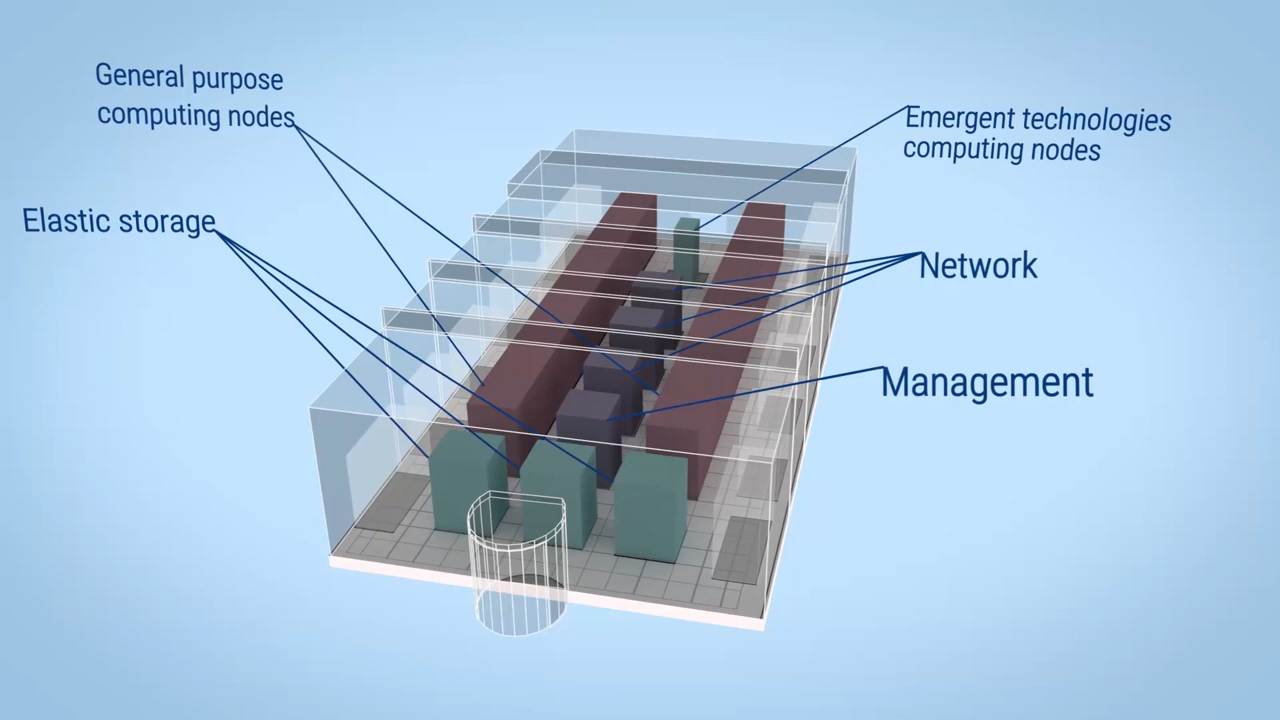 General purpose
computing nodes
Elastic storage
Emergent technologies
computing nodes
Network
Management